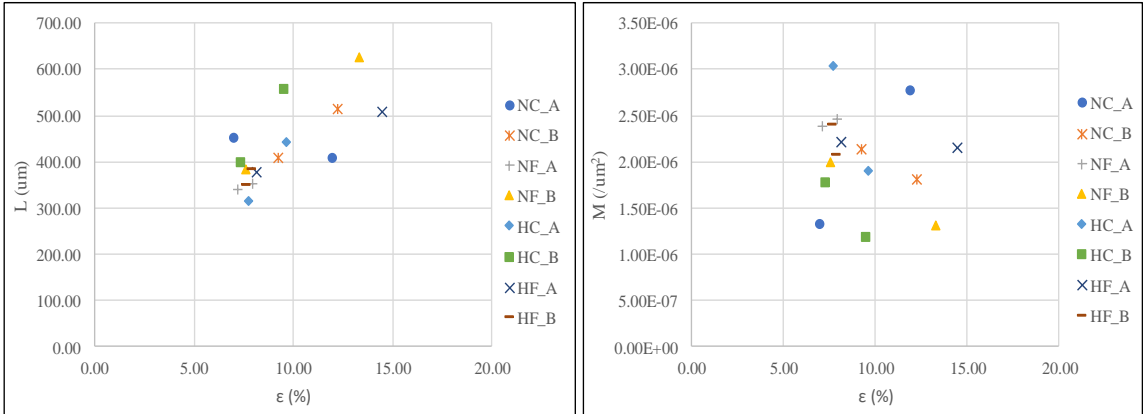 700.00
600.00
500.00
400.00
300.00
200.00
100.00
0.00
L (um)
0.00 5.00 10.00 15.00 20.00
ε (%)
NC_A
NC_B
NF_A
NF_B
HC_A
HC_B
HF_A
HF_B
3.50E-06
3.00E-06
2.50E-06
2.00E-06
1.50E-06
1.00E-06
5.00E-07
0.00E+00
M (/um²)
0.00 5.00 10.00 15.00 20.00
ε (%)
NC_A
NC_B
NF_A
NF_B
HC_A
HC_B
HF_A
HF_B